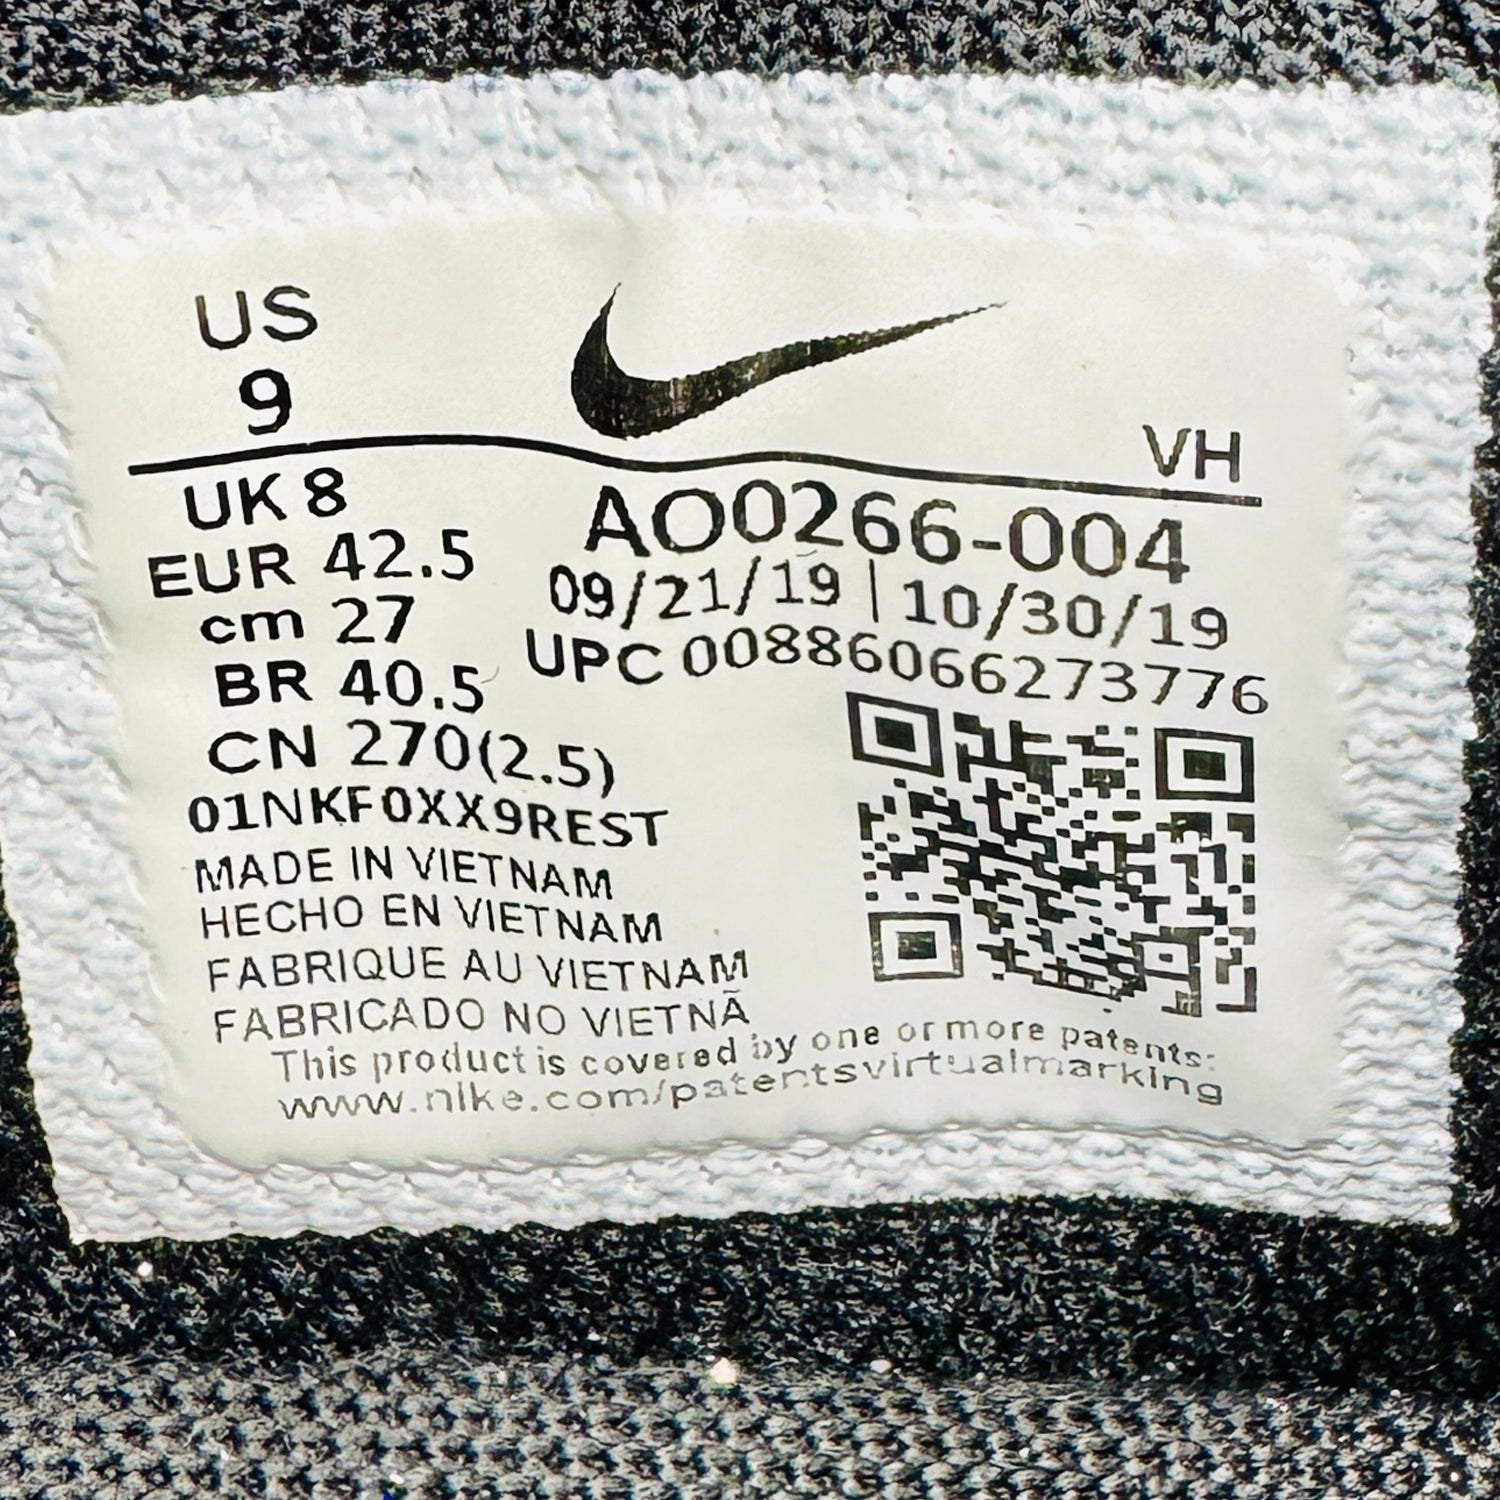 US
9
VH
UK 8
EUR 42.5
cm 27
BR 40.5
CN 270(2.5)
AO0266-004
09/21/19 | 10/30/19
UPC 00886066273776
01NKF0XX9REST
MADE IN VIETNAM
HECHO EN VIETNAM
FABRIQUE AU VIETNAM
FABRICADO NO VIETNÃ
This product is covered by one or more patents:
www.nike.com/patentsvirtualmarking